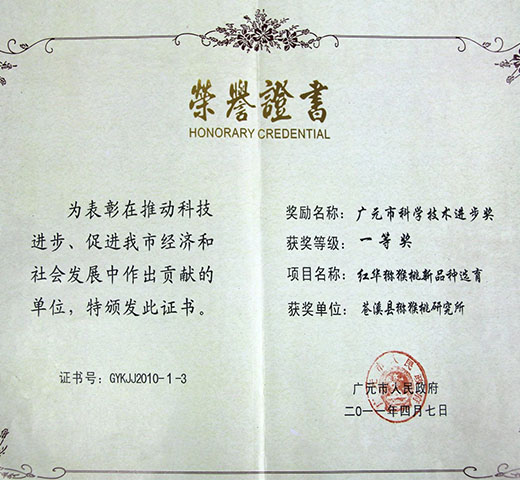 榮譽證書
HONORARY CREDENTIAL
为表彰在推动科技
进步、促进我市经济和
社会发展中作出贡献的
单位，特颁发此证书。
证书号：GYKJJ2010-1-3
奖励名称：广元市科学技术进步奖
获奖等级：一等奖
项目名称：红华猕猴桃新品种选育
获奖单位：苍溪县猕猴桃研究所
广元市人民政府
二0一一年四月七日